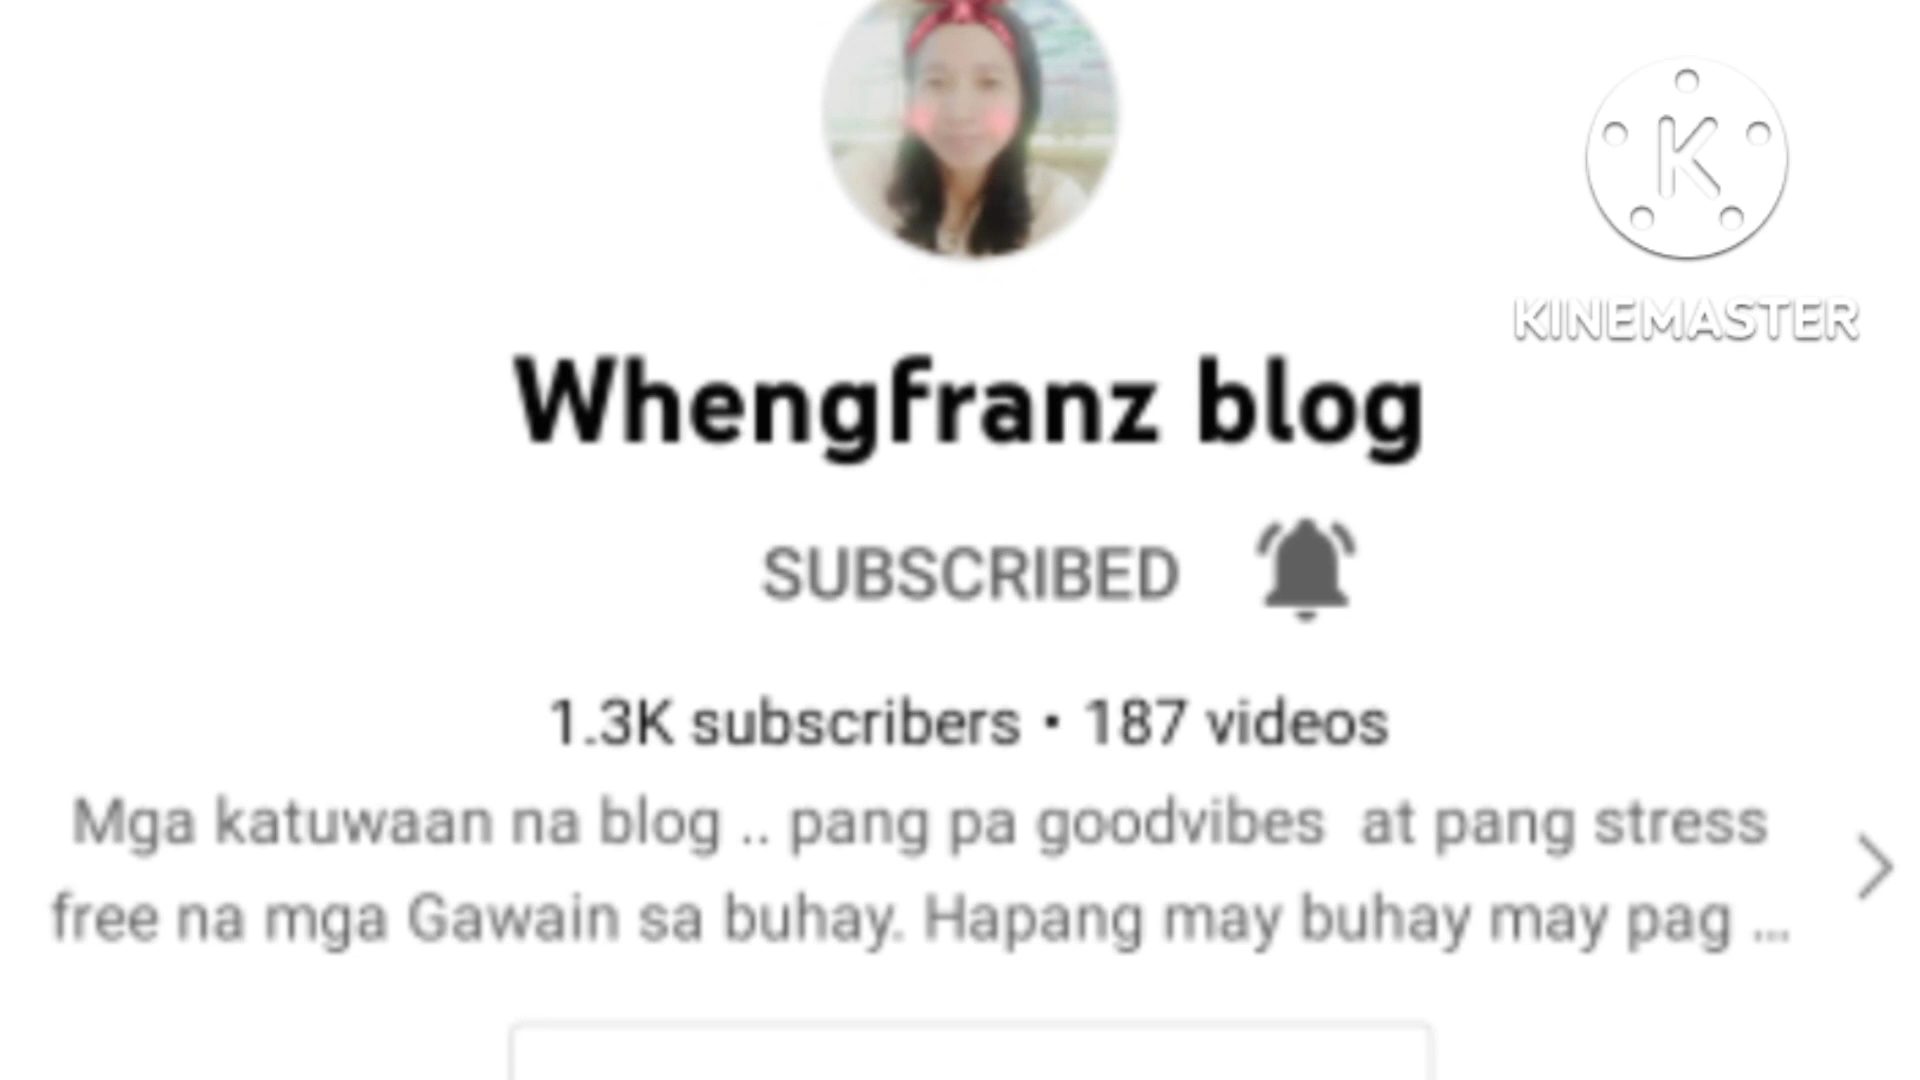 K
KINEMASTER
Whengfranz blog
SUBSCRIBED
1.3K subscribers • 187 videos
Mga katuwaan na blog .. pang pa goodvibes at pang stress
free na mga Gawain sa buhay. Hapang may buhay may pag ...